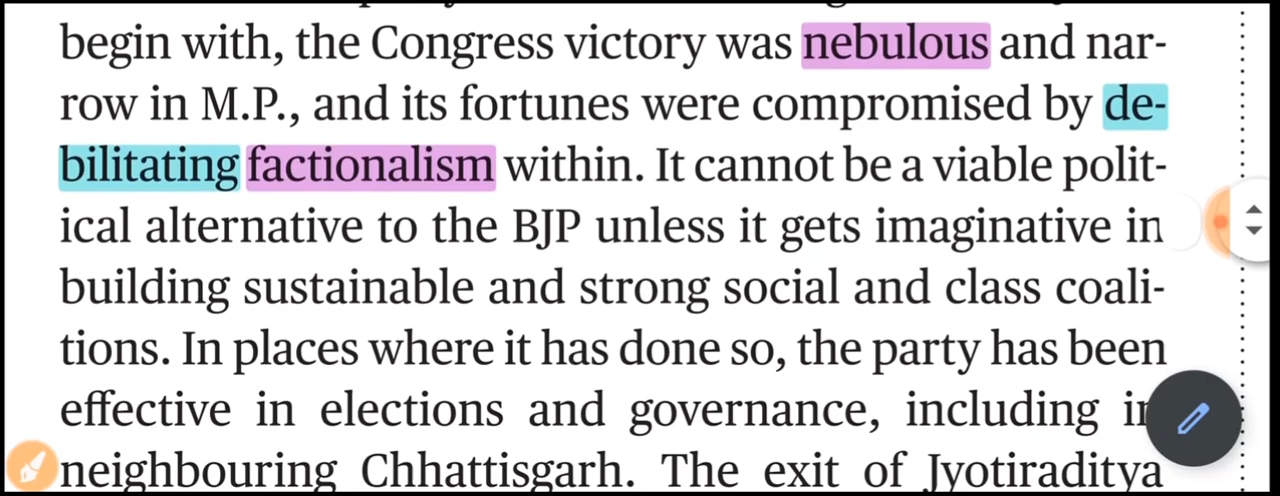 begin with, the Congress victory was nebulous and nar-
row in M.P., and its fortunes were compromised by de-
bilitating factionalism within. It cannot be a viable polit-
ical alternative to the BJP unless it gets imaginative in
building sustainable and strong social and class coali-
tions. In places where it has done so, the party has been
effective in elections and governance, including in
neighbouring Chhattisgarh. The exit of Jyotiraditya